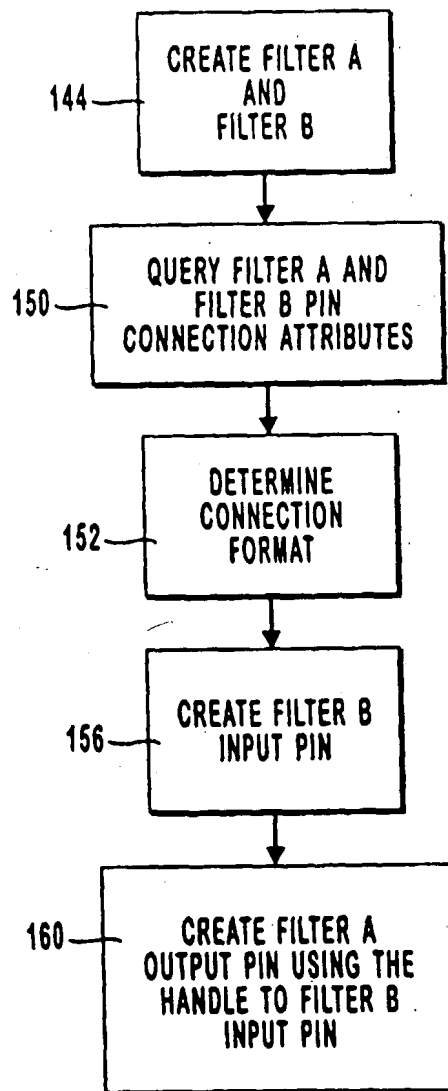 144
CREATE FILTER A
AND
FILTER B
150
QUERY FILTER A AND
FILTER B PIN
CONNECTION ATTRIBUTES
152
DETERMINE
CONNECTION
FORMAT
156
CREATE FILTER B
INPUT PIN
160
CREATE FILTER A
OUTPUT PIN USING THE
HANDLE TO FILTER B
INPUT PIN